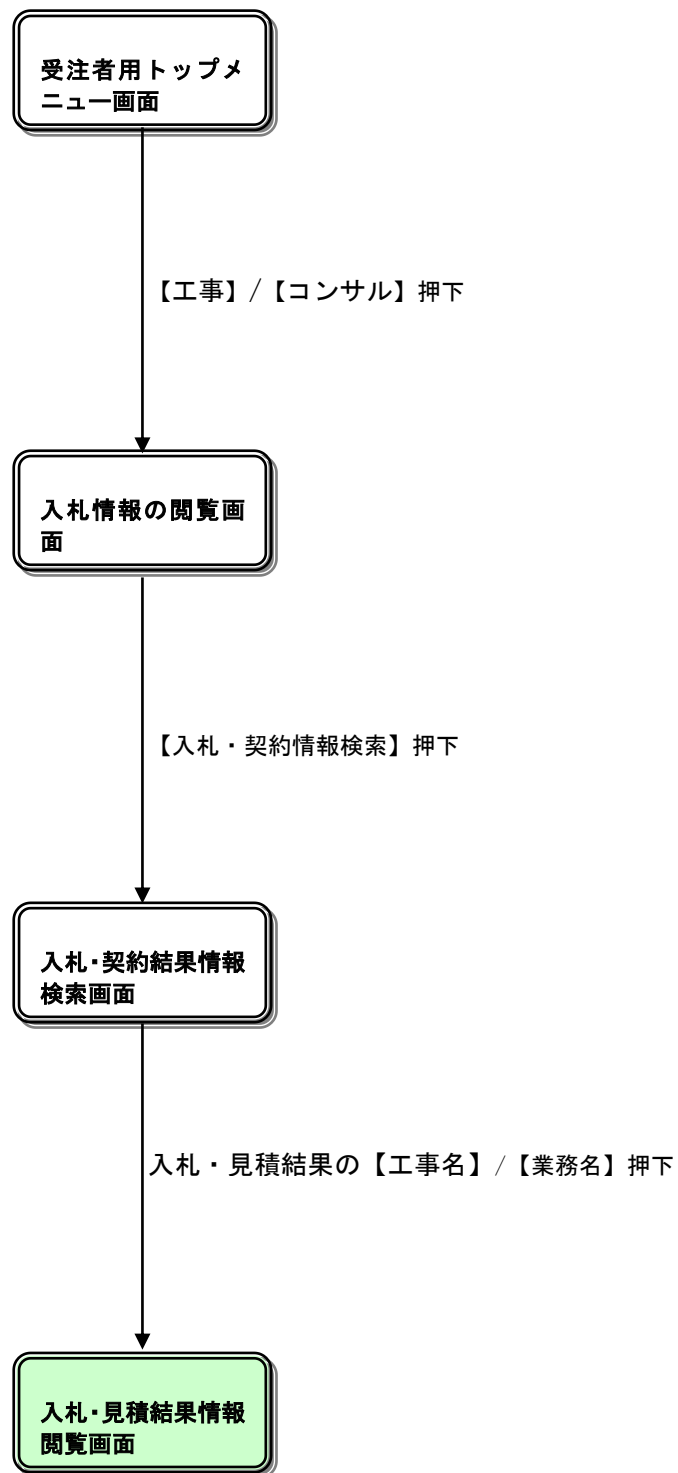 受注者用トップメ
ニュー画面
【工事】/【コンサル】押下
入札情報の閲覧画
面
【入札・契約情報検索】押下
入札・契約結果情報
検索画面
入札・見積結果の【工事名】/【業務名】押下
入札・見積結果情報
閲覧画面